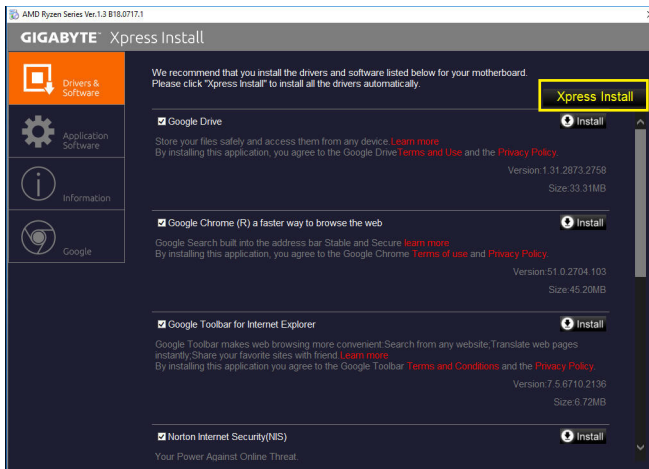 AMD Ryzen Series Ver.1.3 B18.0717.1
GIGABYTE™ Xpress Install
Drivers &
Software
Application
Software
Information
Google
We recommend that you install the drivers and software listed below for your motherboard.
Please click "Xpress Install" to install all the drivers automatically.
Xpress Install
Google Drive
Install
Store your files safely and access them from any device.Learn more
By installing this application, you agree to the Google DriveTerms and Use and the Privacy Policy.
Version:1.31.2873.2758
Size:33.31MB
Google Chrome (R) a faster way to browse the web
Install
Google Search built into the address bar Stable and Secure learn more
By installing this application, you agree to the Google Chrome Terms of use and Privacy Policy.
Version:51.0.2704.103
Size:45.20MB
Google Toolbar for Internet Explorer
Install
Google Toolbar makes web browsing more convenient:Search from any website;Translate web pages
instantly;Share your favorite sites with friend.Learn more
By installing this application you agree to the Google Toolbar Terms and Conditions and the Privacy Policy.
Version:7.5.6710.2136
Size:6.72MB
Norton Internet Security(NIS)
Install
Your Power Against Online Threat.